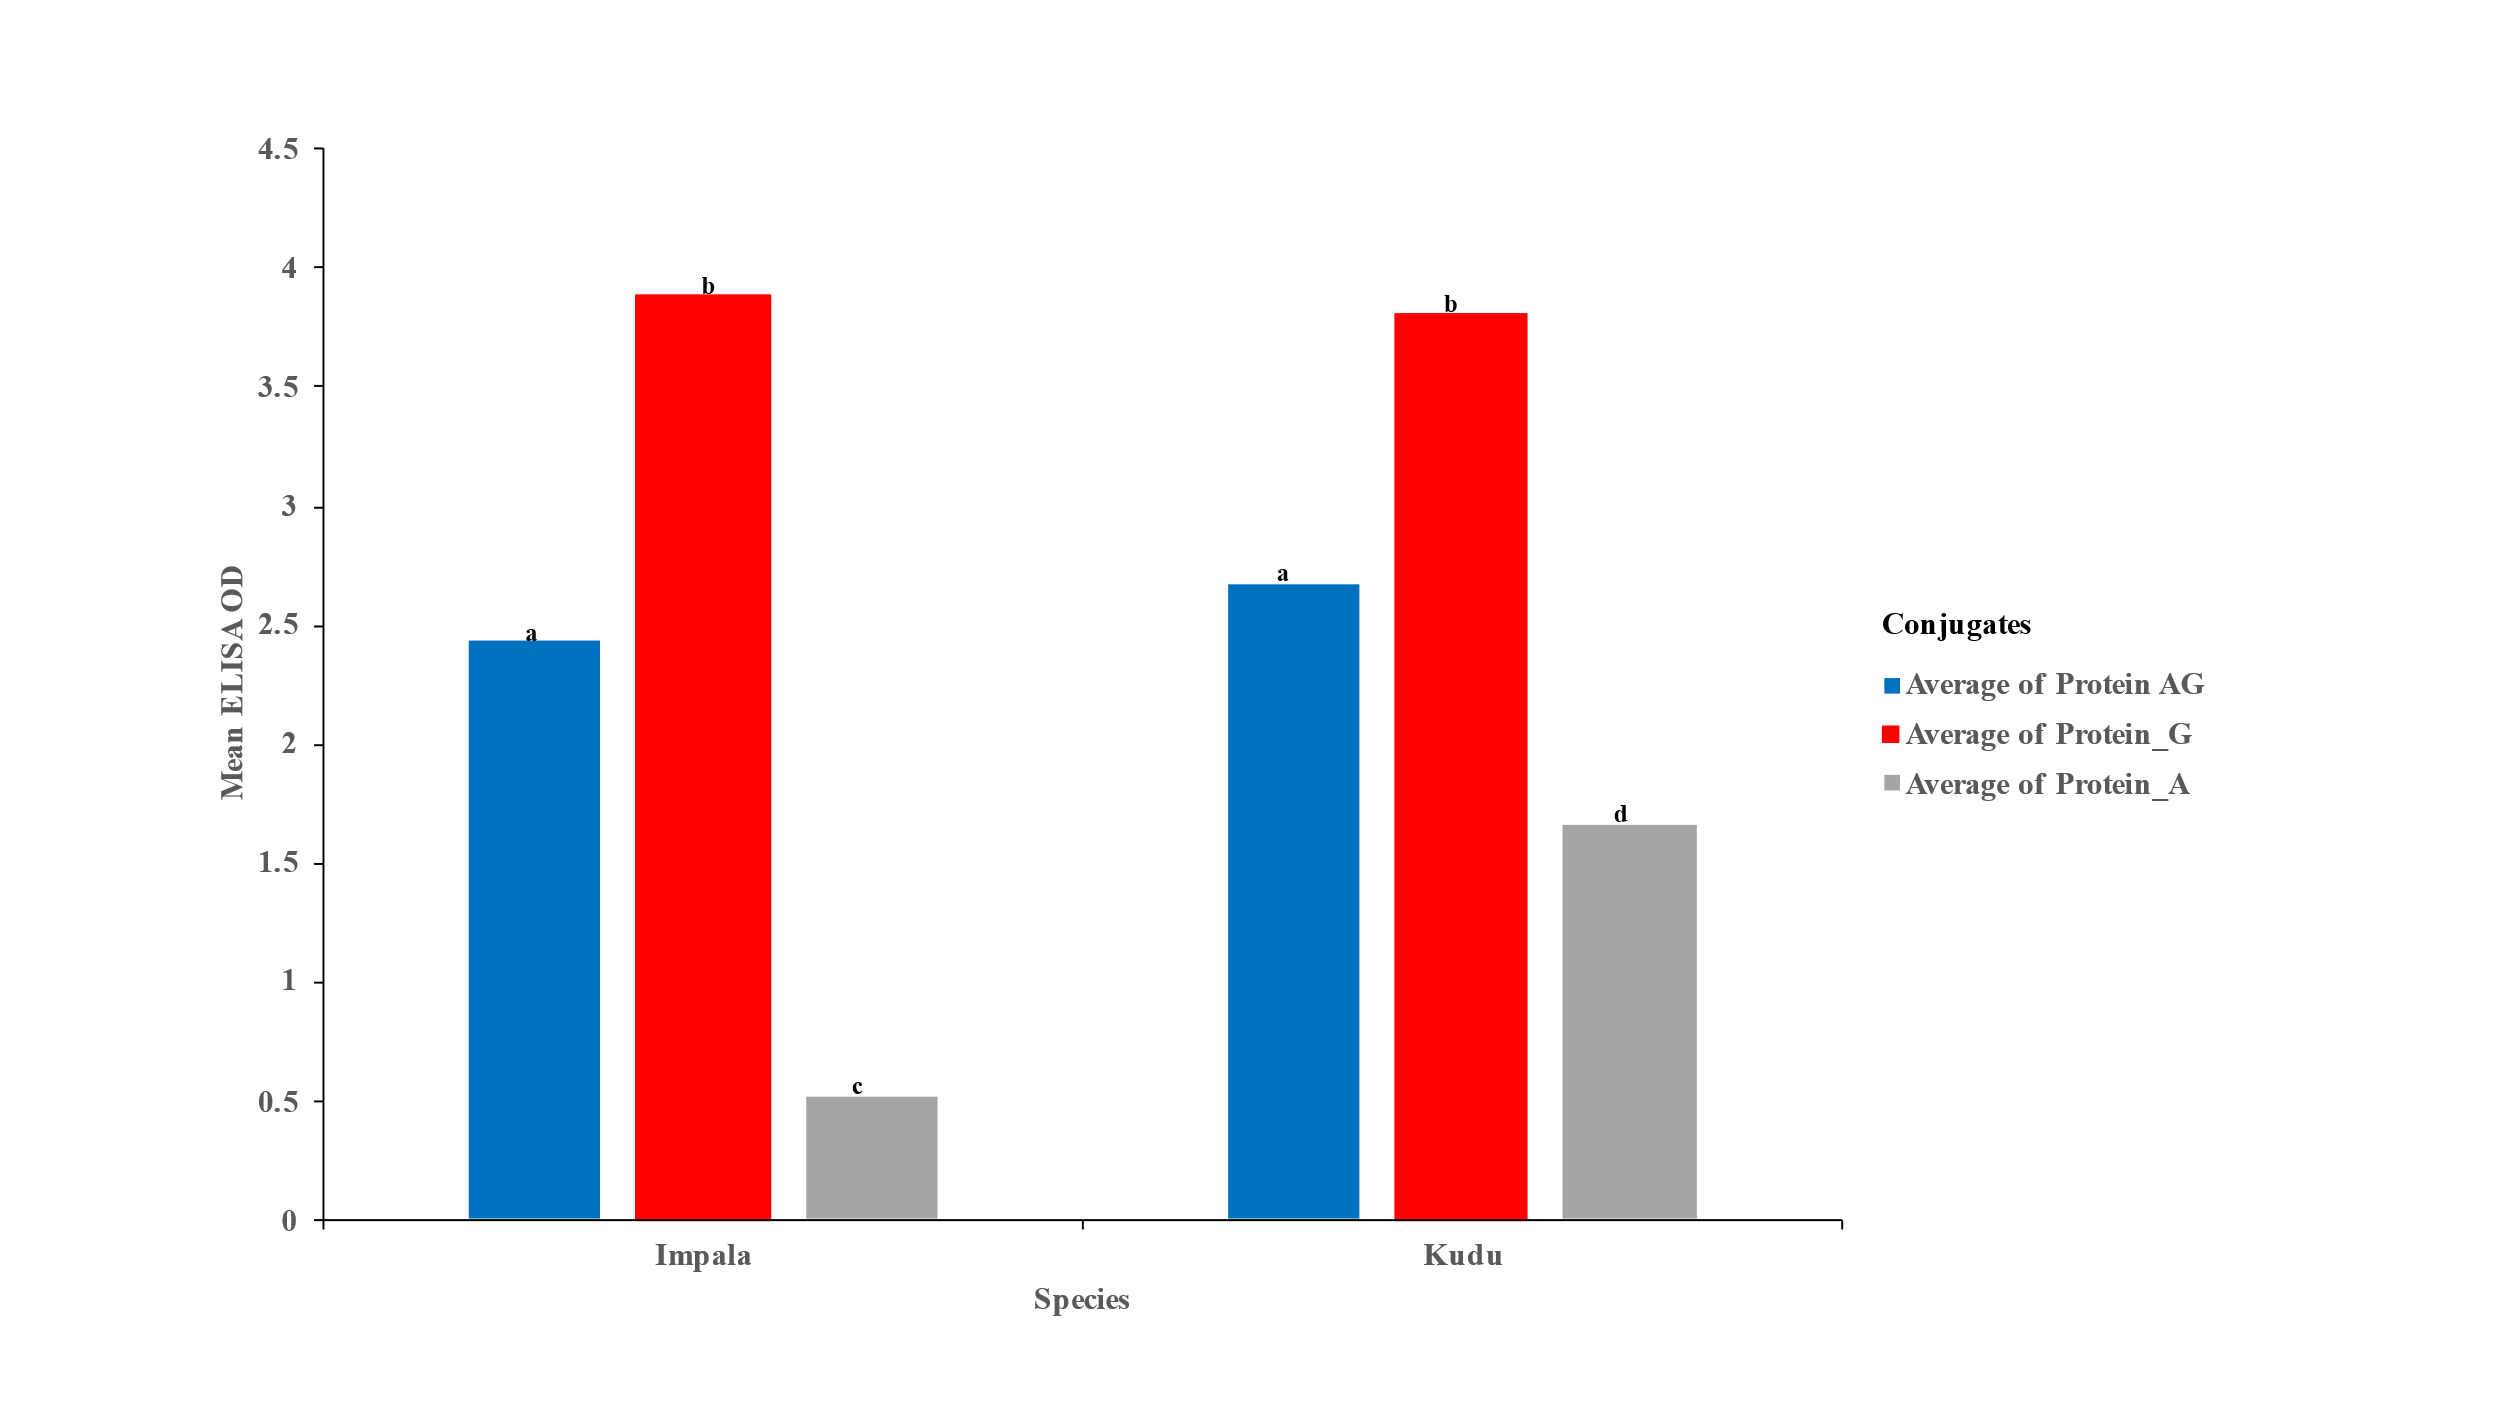 4.5
4
3.5
3
2.5
2
1.5
1
0.5
0
Mean ELISA OD
b
b
a
a
d
c
Impala
Kudu
Species
Conjugates
Average of Protein AG
Average of Protein_G
Average of Protein_A